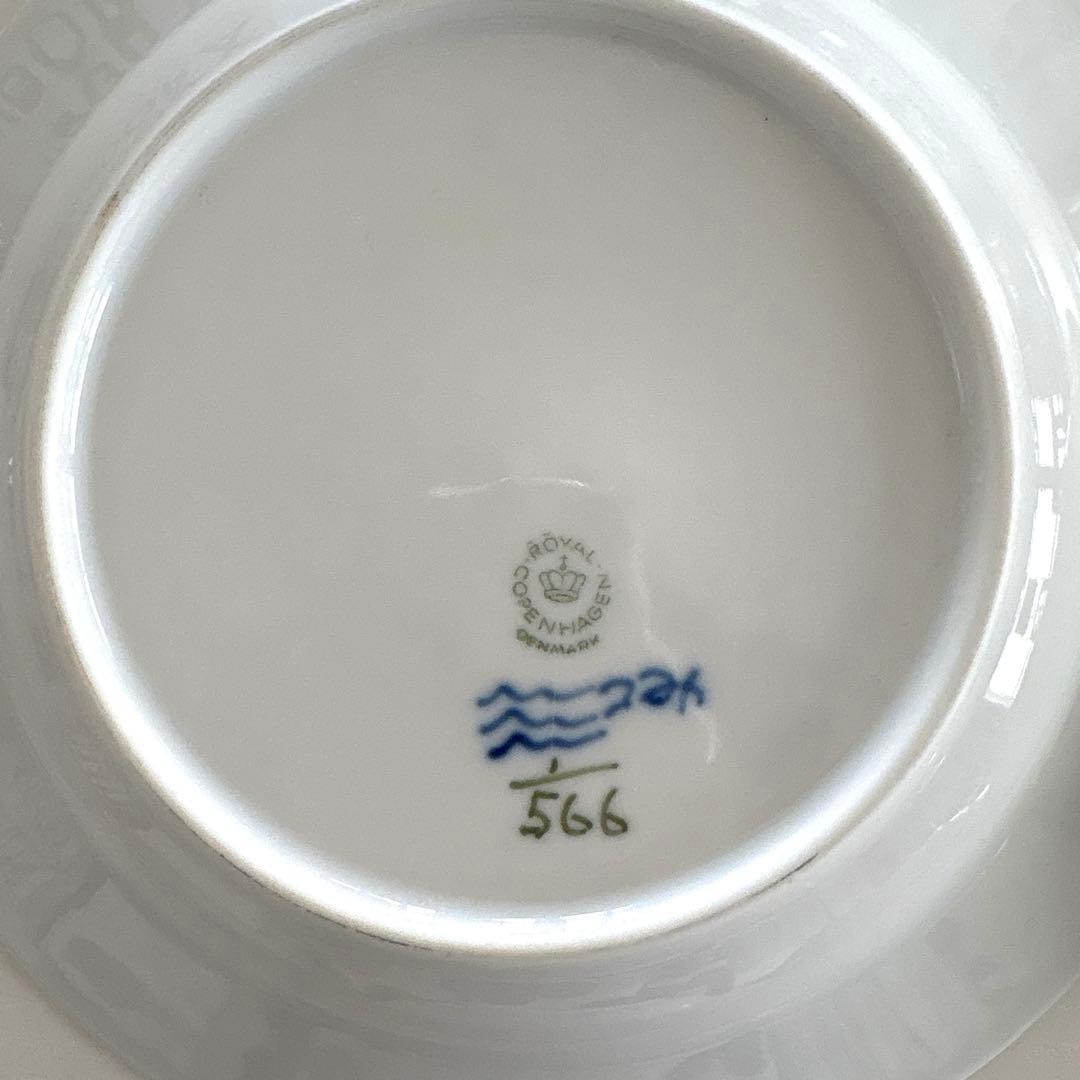 ROYAL
COPENHAGEN
DENMARK
1
566